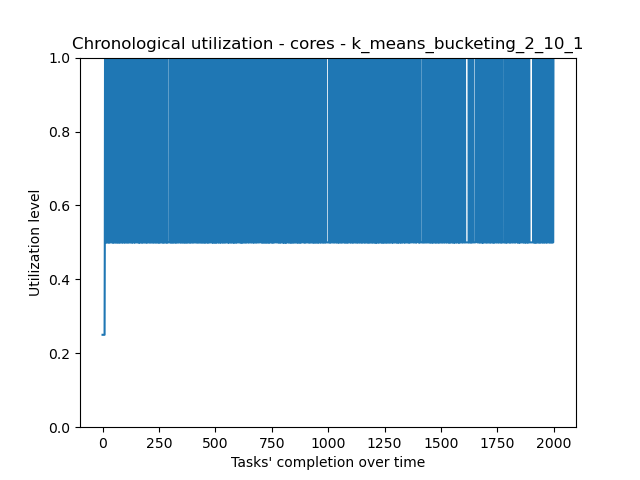 Chronological utilization - cores - k_means_bucketing_2_10_1
1.0
0.8
0.6
0.4
0.2
0.0
Utilization level
0 250 500 750 1000 1250 1500 1750 2000
Tasks' completion over time